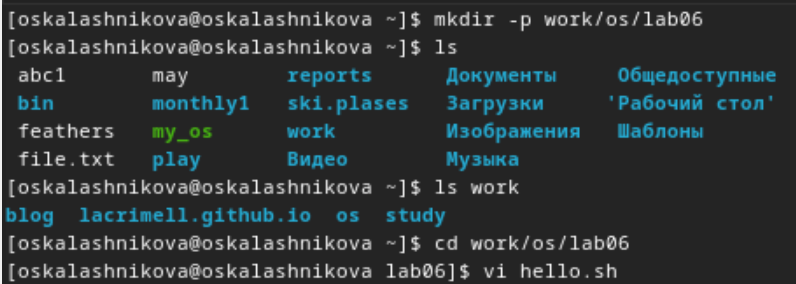 [oskalashnikova@oskalashnikova ~]$ mkdir -p work/os/lab06
[oskalashnikova@oskalashnikova ~]$ ls
abc1 may reports Документы Общедоступные
bin monthly1 ski.plases Загрузки 'Рабочий стол'
feathers my_os work Изображения Шаблоны
file.txt play Видео Музыка
[oskalashnikova@oskalashnikova ~]$ ls work
blog lacrimell.github.io os study
[oskalashnikova@oskalashnikova ~]$ cd work/os/lab06
[oskalashnikova@oskalashnikova lab06]$ vi hello.sh